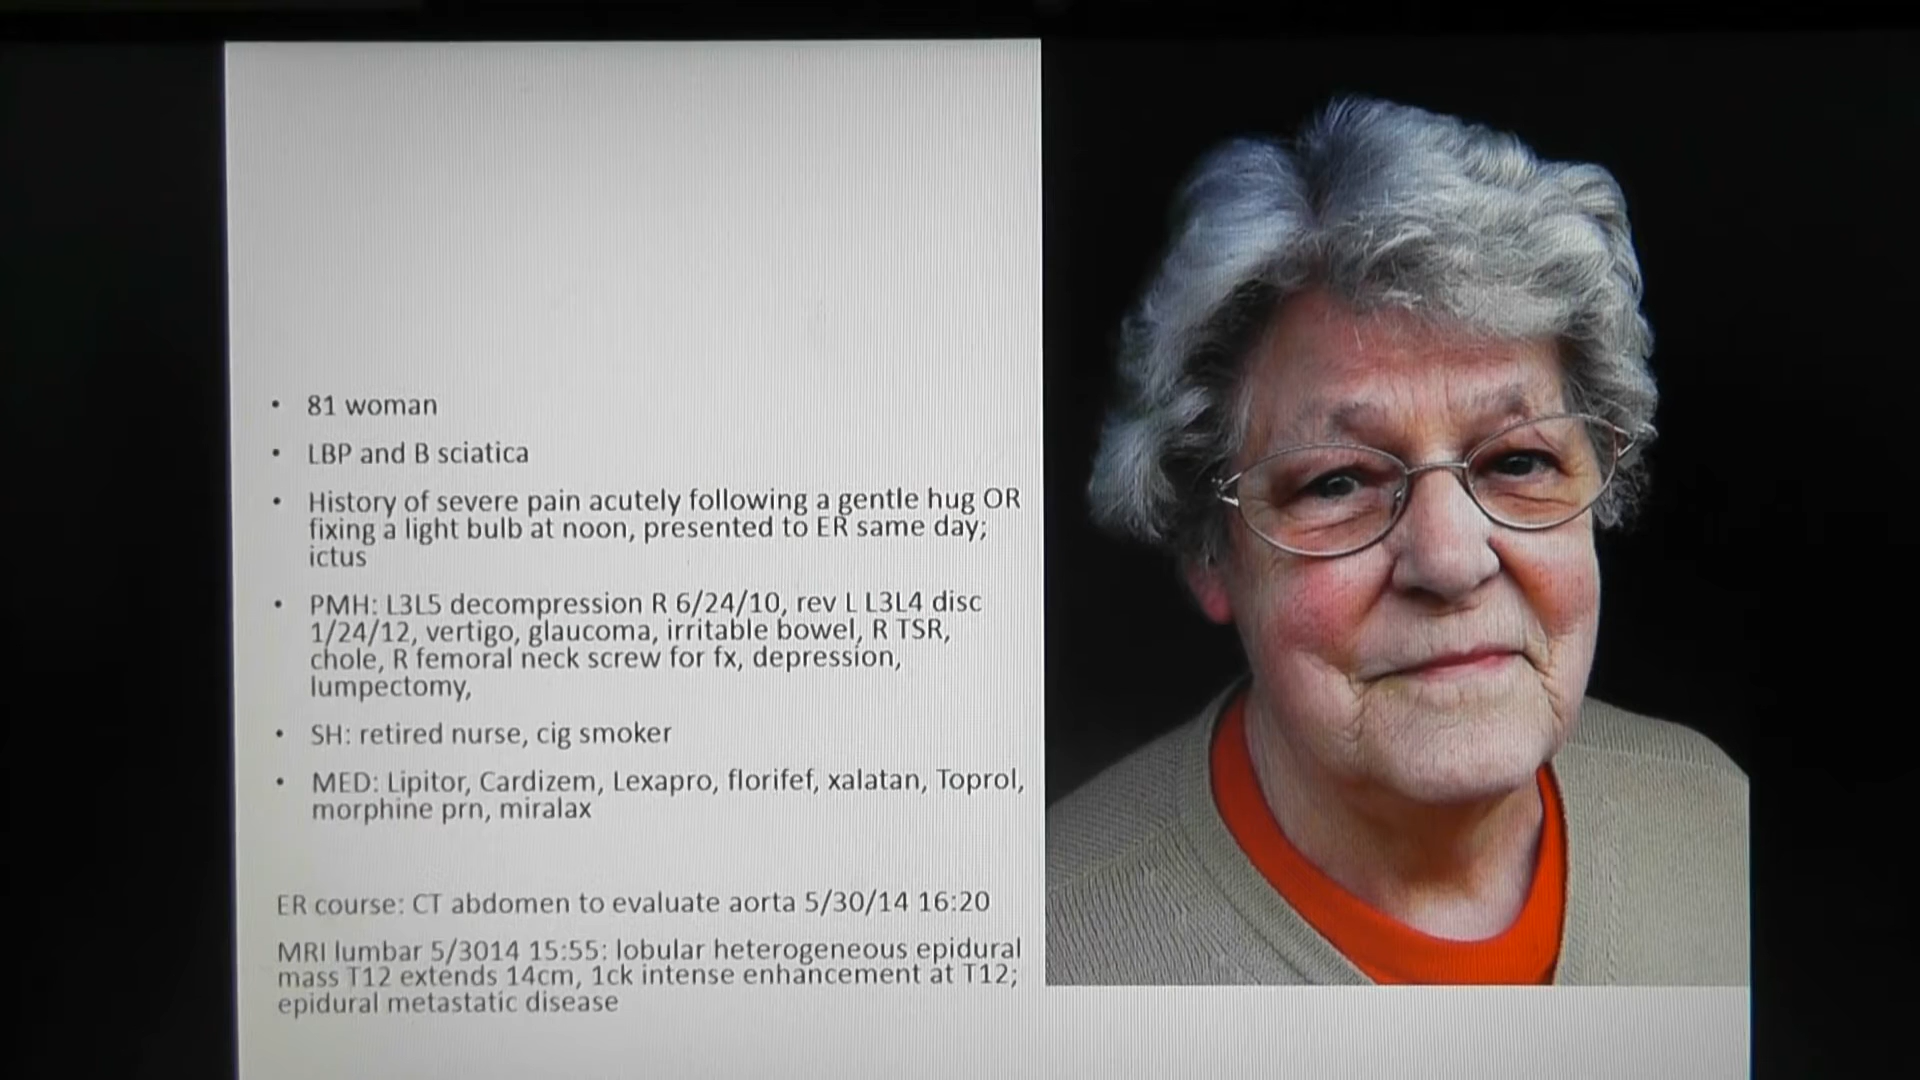 • 81 woman
• LBP and B sciatica
• History of severe pain acutely following a gentle hug OR
fixing a light bulb at noon, presented to ER same day;
ictus
• PMH: L3L5 decompression R 6/24/10, rev L L3L4 disc
1/24/12, vertigo, glaucoma, irritable bowel, R TSR,
chole, R femoral neck screw for fx, depression,
lumpectomy,
• SH: retired nurse, cig smoker
• MED: Lipitor, Cardizem, Lexapro, florifef, xalatan, Toprol,
morphine prn, miralax
ER course: CT abdomen to evaluate aorta 5/30/14 16:20
MRI lumbar 5/3014 15:55: lobular heterogeneous epidural
mass T12 extends 14cm, 1ck intense enhancement at T12;
epidural metastatic disease